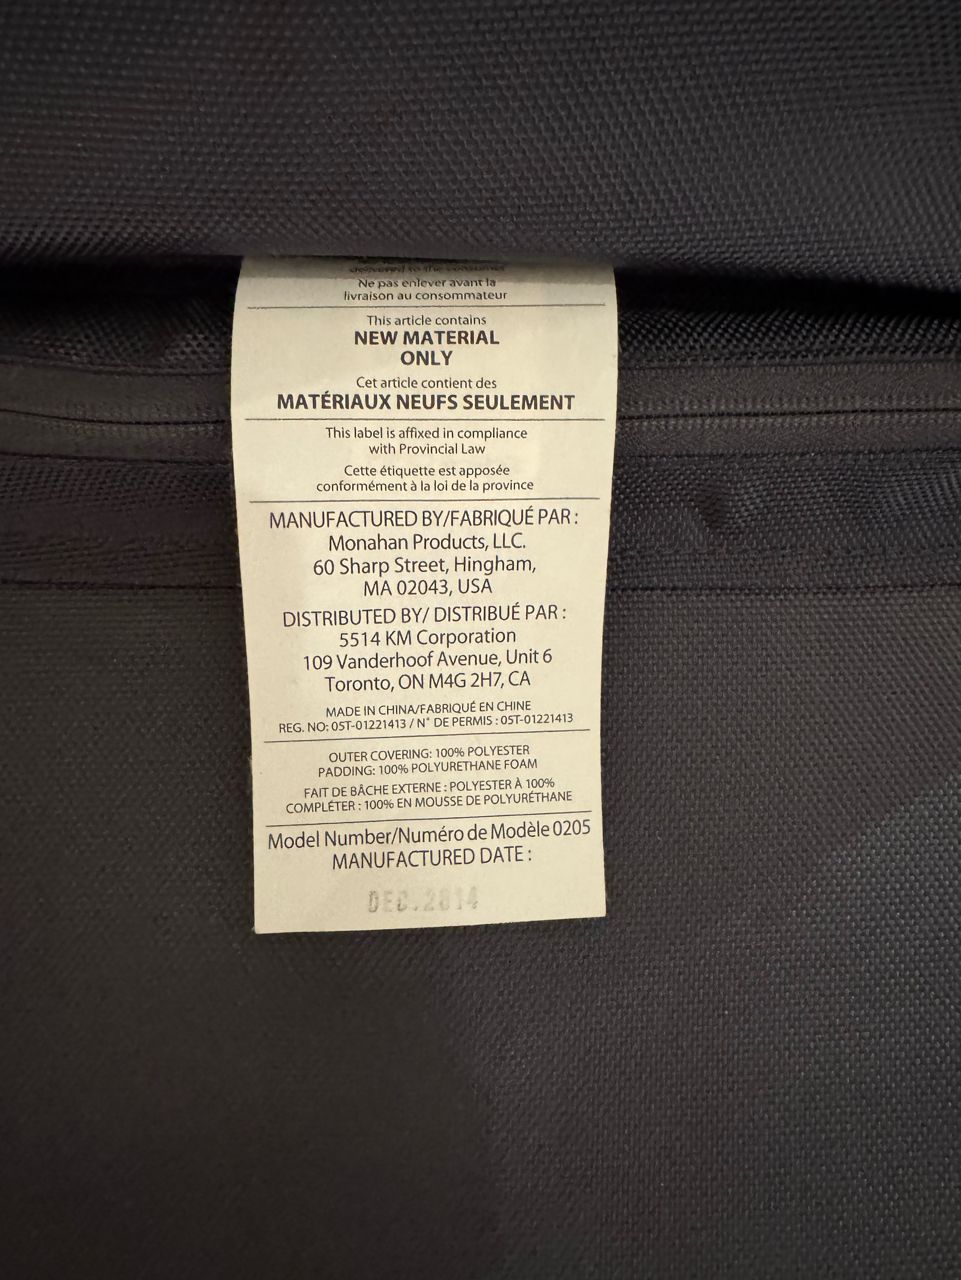 delivered to the consumer
Ne pas enlever avant la
livraison au consommateur
This article contains
NEW MATERIAL
ONLY
Cet article contient des
MATÉRIAUX NEUFS SEULEMENT
This label is affixed in compliance
with Provincial Law
Cette étiquette est apposée
conformément à la loi de la province
MANUFACTURED BY/FABRIQUÉ PAR :
Monahan Products, LLC.
60 Sharp Street, Hingham,
MA 02043, USA
DISTRIBUTED BY/ DISTRIBUÉ PAR :
5514 KM Corporation
109 Vanderhoof Avenue, Unit 6
Toronto, ON M4G 2H7, CA
MADE IN CHINA/FABRIQUÉ EN CHINE
REG. NO: 05T-01221413 / N° DE PERMIS : 05T-01221413
OUTER COVERING: 100% POLYESTER
PADDING: 100% POLYURETHANE FOAM
FAIT DE BÂCHE EXTERNE : POLYESTER À 100%
COMPLÉTER : 100% EN MOUSSE DE POLYURÉTHANE
Model Number/Numéro de Modèle 0205
MANUFACTURED DATE :
DEC.2014